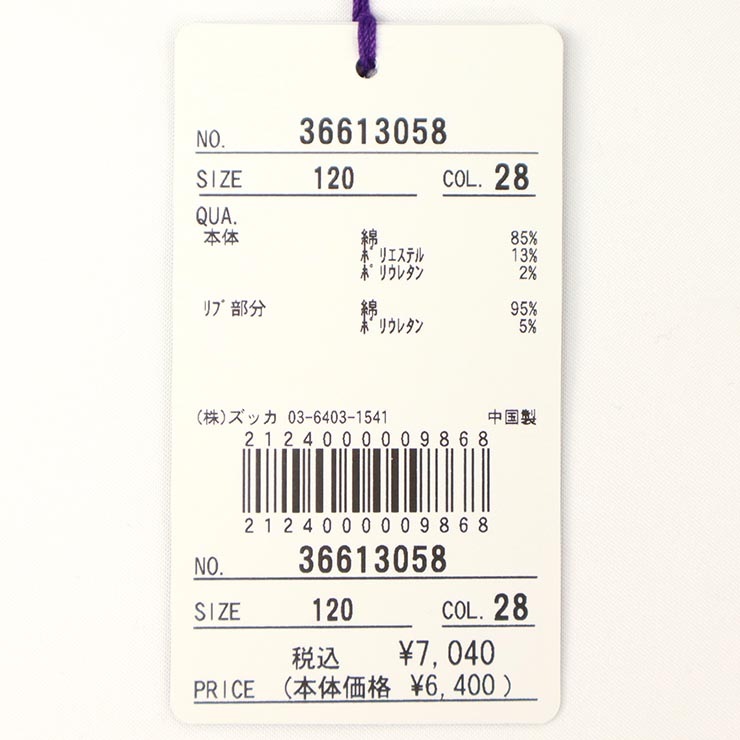 NO. 36613058
SIZE 120 COL. 28
QUA.
本体 綿 85%
ポリエステル 13%
ポリウレタン 2%
リブ部分 綿 95%
ポリウレタン 5%
(株)ズッカ 03-6403-1541 中国製
2124000009868
2124000009868
NO. 36613058
SIZE 120 COL. 28
税込 ¥7,040
PRICE (本体価格 ¥6,400)